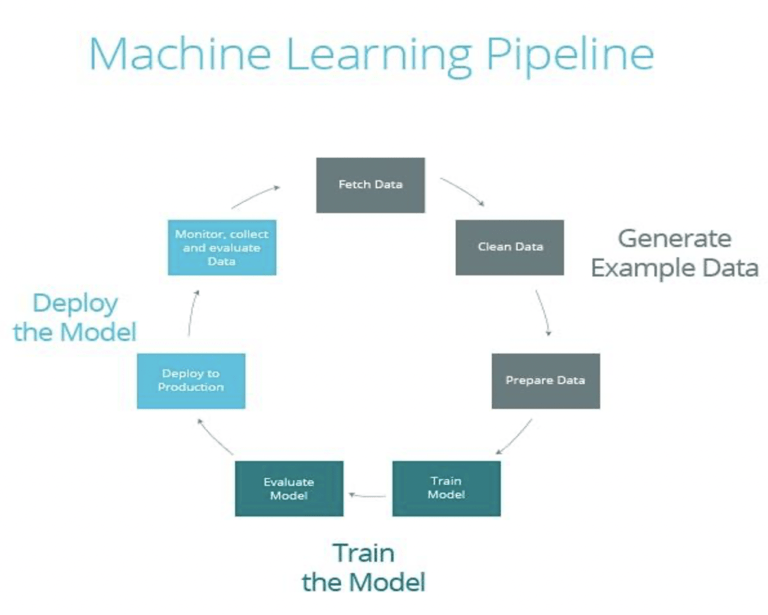 Machine Learning Pipeline
Fetch Data
Clean Data
Generate
Example Data
Prepare Data
Train
Model
Train
the Model
Evaluate
Model
Deploy to
Production
Deploy
the Model
Monitor, collect
and evaluate
Data